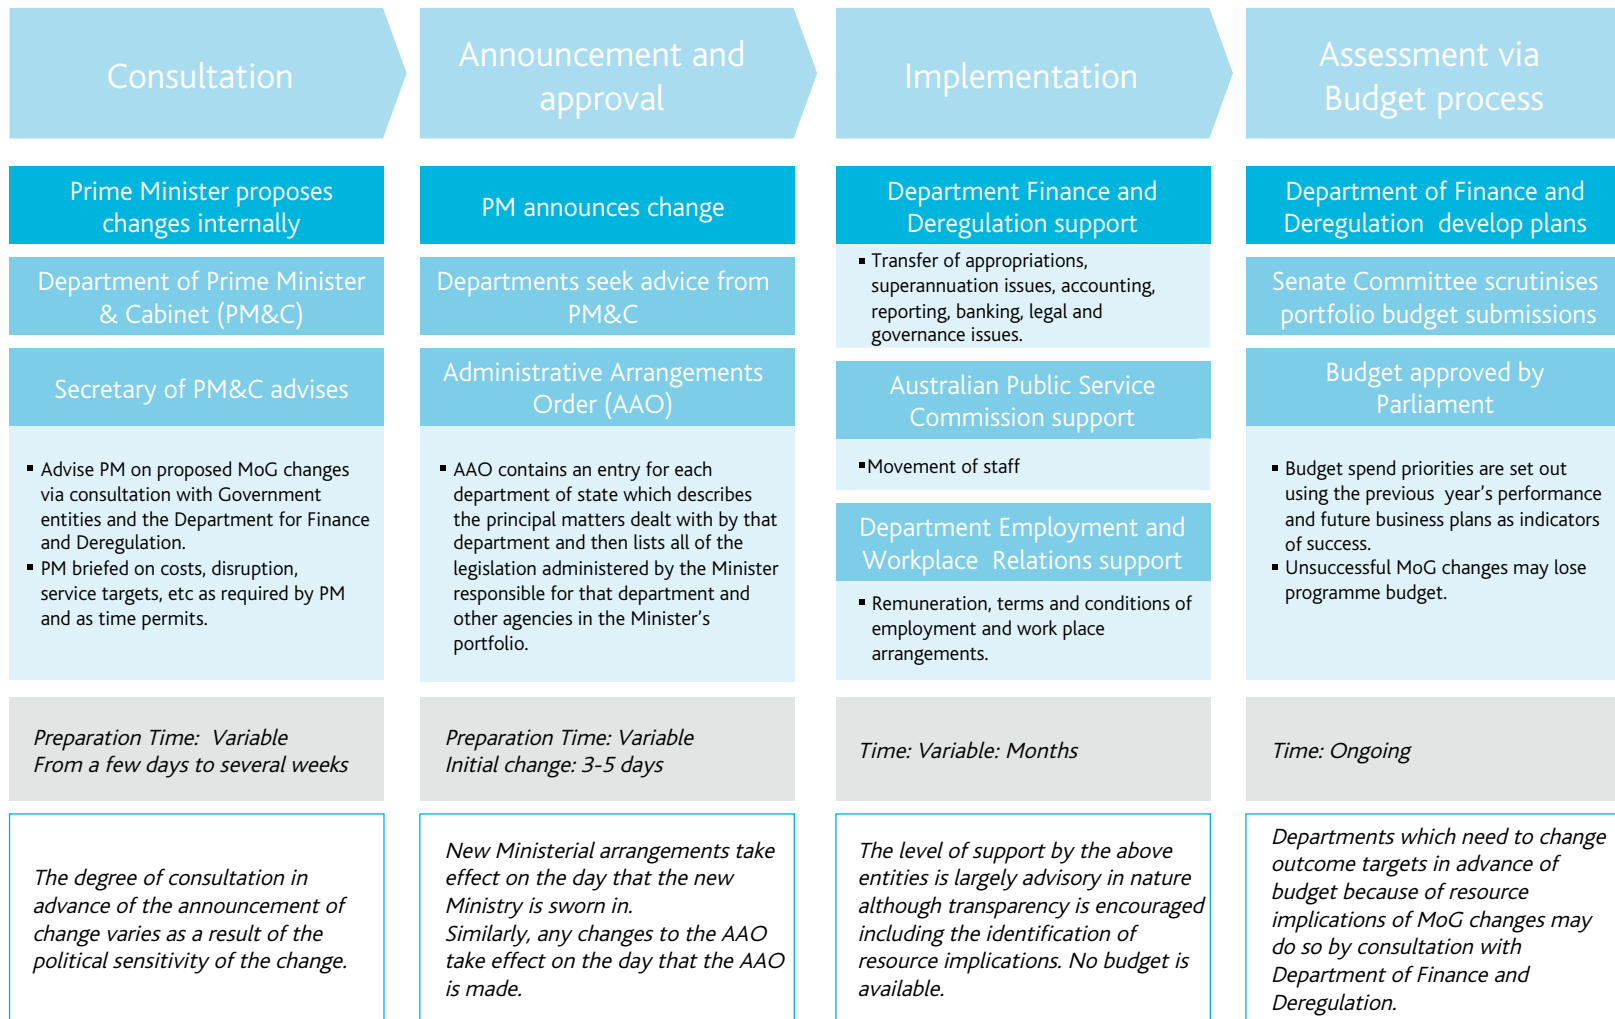 Consultation
Announcement and
approval
Implementation
Assessment via
Budget process
Prime Minister proposes
changes internally
Department of Prime Minister
& Cabinet (PM&C)
Secretary of PM&C advises
▪ Advise PM on proposed MoG changes
via consultation with Government
entities and the Department for Finance
and Deregulation.
▪ PM briefed on costs, disruption,
service targets, etc as required by PM
and as time permits.
Preparation Time: Variable
From a few days to several weeks
The degree of consultation in
advance of the announcement of
change varies as a result of the
political sensitivity of the change.
PM announces change
Departments seek advice from
PM&C
Administrative Arrangements
Order (AAO)
▪ AAO contains an entry for each
department of state which describes
the principal matters dealt with by that
department and then lists all of the
legislation administered by the Minister
responsible for that department and
other agencies in the Minister's
portfolio.
Preparation Time: Variable
Initial change: 3-5 days
New Ministerial arrangements take
effect on the day that the new
Ministry is sworn in.
Similarly, any changes to the AAO
take effect on the day that the AAO
is made.
Department Finance and
Deregulation support
▪ Transfer of appropriations,
superannuation issues, accounting,
reporting, banking, legal and
governance issues.
Australian Public Service
Commission support
▪Movement of staff
Department Employment and
Workplace Relations support
▪ Remuneration, terms and conditions of
employment and work place
arrangements.
Time: Variable: Months
The level of support by the above
entities is largely advisory in nature
although transparency is encouraged
including the identification of
resource implications. No budget is
available.
Department of Finance and
Deregulation develop plans
Senate Committee scrutinises
portfolio budget submissions
Budget approved by
Parliament
▪ Budget spend priorities are set out
using the previous year's performance
and future business plans as indicators
of success.
▪ Unsuccessful MoG changes may lose
programme budget.
Time: Ongoing
Departments which need to change
outcome targets in advance of
budget because of resource
implications of MoG changes may
do so by consultation with
Department of Finance and
Deregulation.